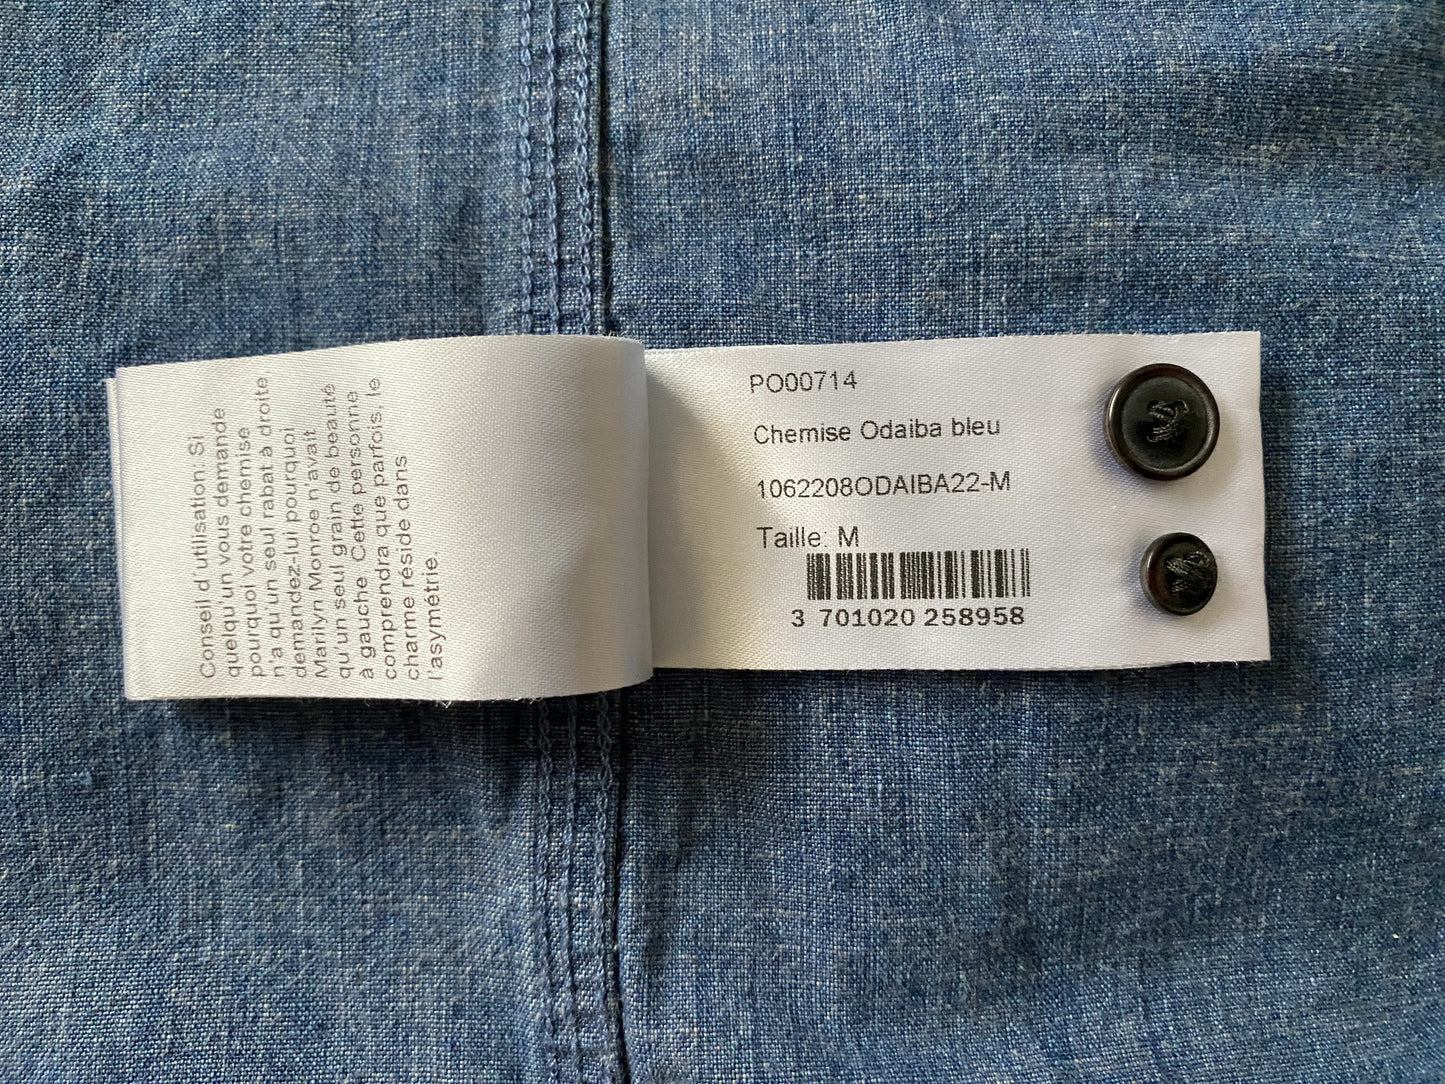 Conseil d'utilisation: Si
quelqu'un vous demande
pourquoi votre chemise
n'a qu'un seul rabat à droite,
demandez-lui pourquoi
Marilyn Monroe n'avait
qu'un seul grain de beauté
à gauche. Cette personne
comprendra que parfois, le
charme réside dans
l'asymétrie.
PO00714
Chemise Odaiba bleu
1062208ODAIBA22-M
Taille: M
3 701020 258958